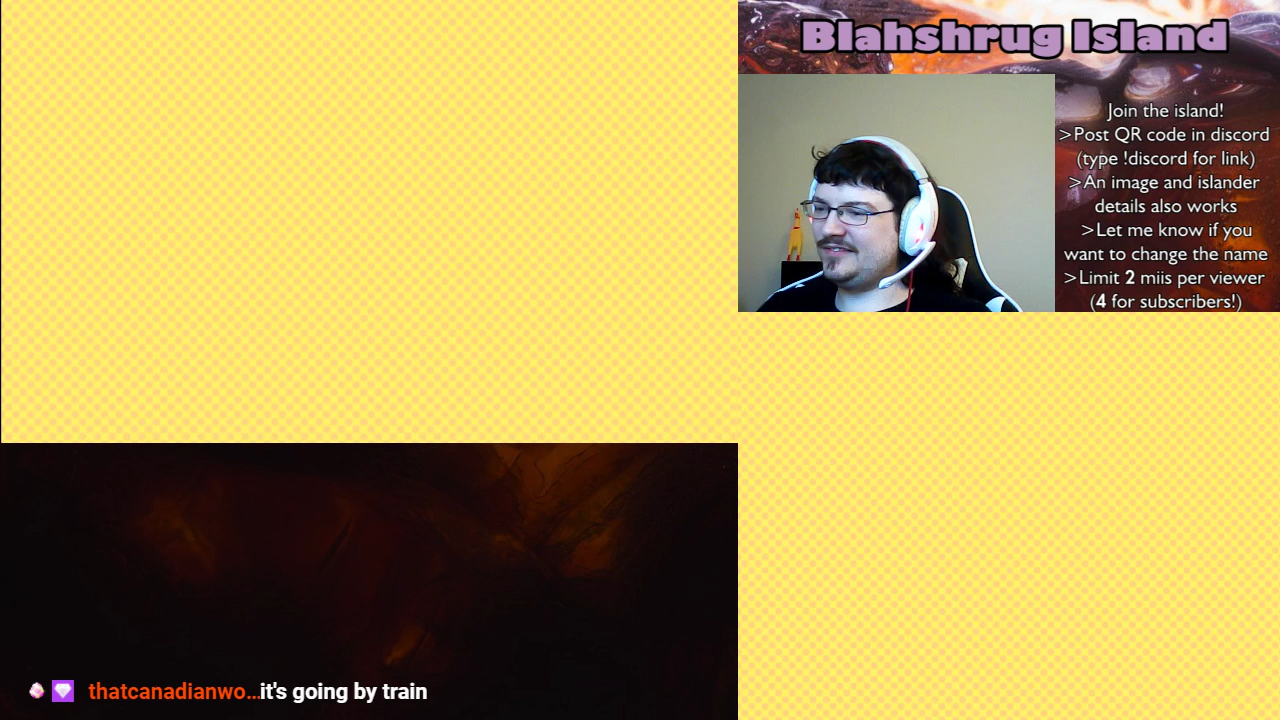 Blahshrug Island
Join the island!
>Post QR code in discord
(type !discord for link)
>An image and islander
details also works
>Let me know if you
want to change the name
>Limit 2 miis per viewer
(4 for subscribers!)
thatcanadianwo...it's going by train